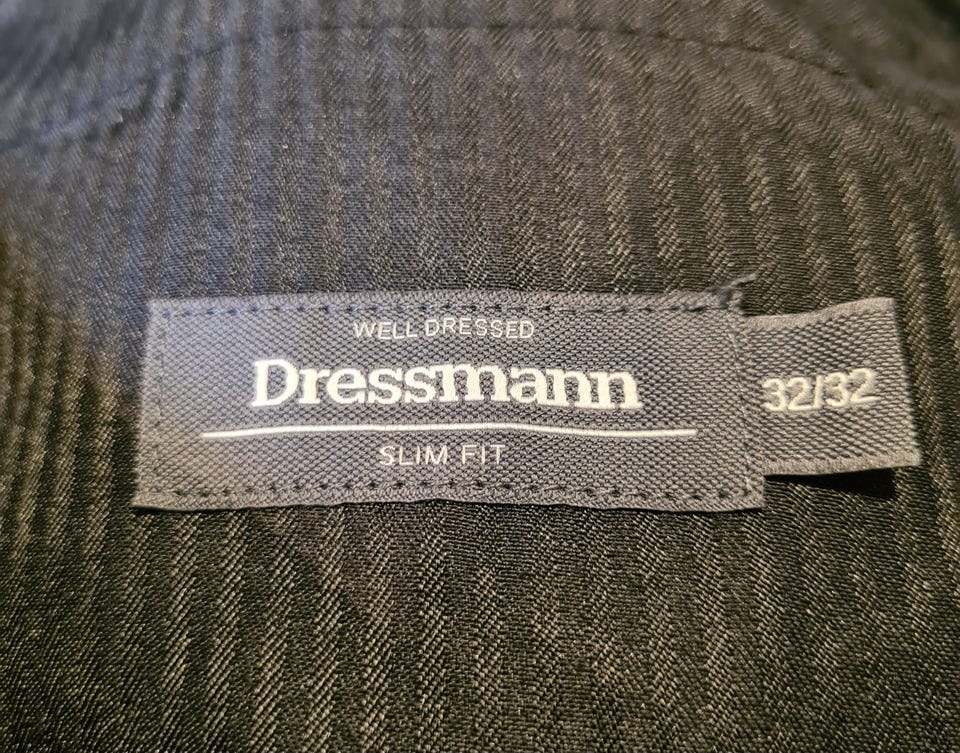 WELL DRESSED
Dressmann
SLIM FIT
32/32